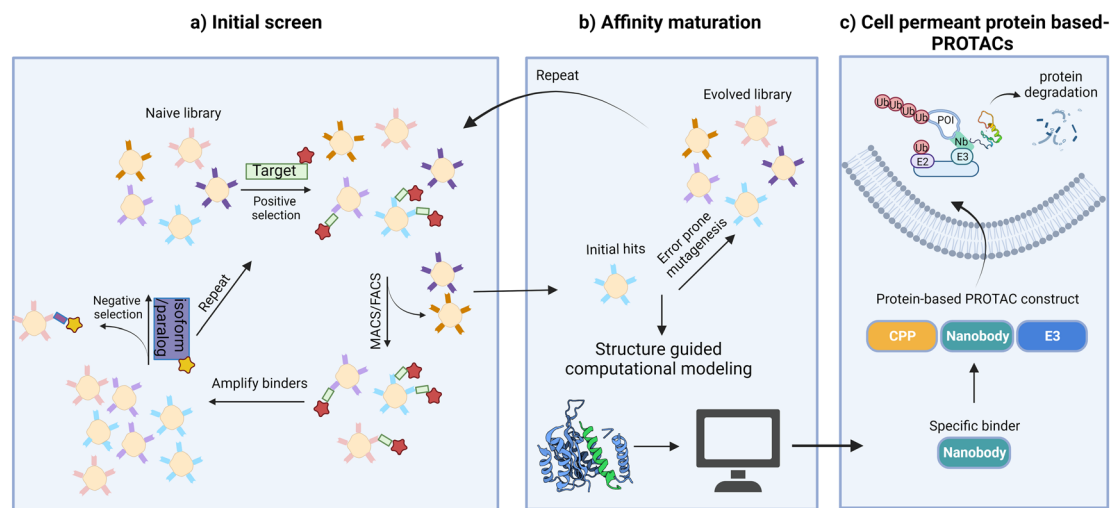 a) Initial screen
Naive library
Target
Positive
selection
MACS/FACS
Amplify binders
Negative
selection
isoform
/paralog
Repeat
b) Affinity maturation
Repeat
Evolved library
Initial hits
Error prone
mutagenesis
Structure guided
computational modeling
c) Cell permeant protein based-
PROTACs
protein
degradation
Ub
Ub
Ub
Ub
POI
Nb
Ub
E2
E3
Protein-based PROTAC construct
CPP
Nanobody
E3
Specific binder
Nanobody